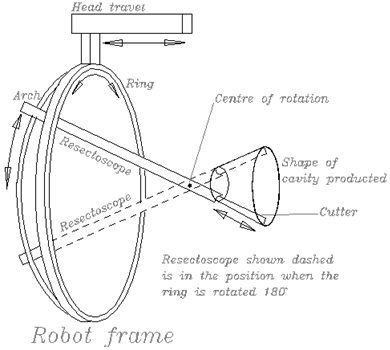 Head travel
Ring
Arch
Centre of rotation
Resectoscope
Shape of
cavity producted
Resectoscope
Cutter
Resectoscope shown dashed
is in the position when the
ring is rotated 180°
Robot frame